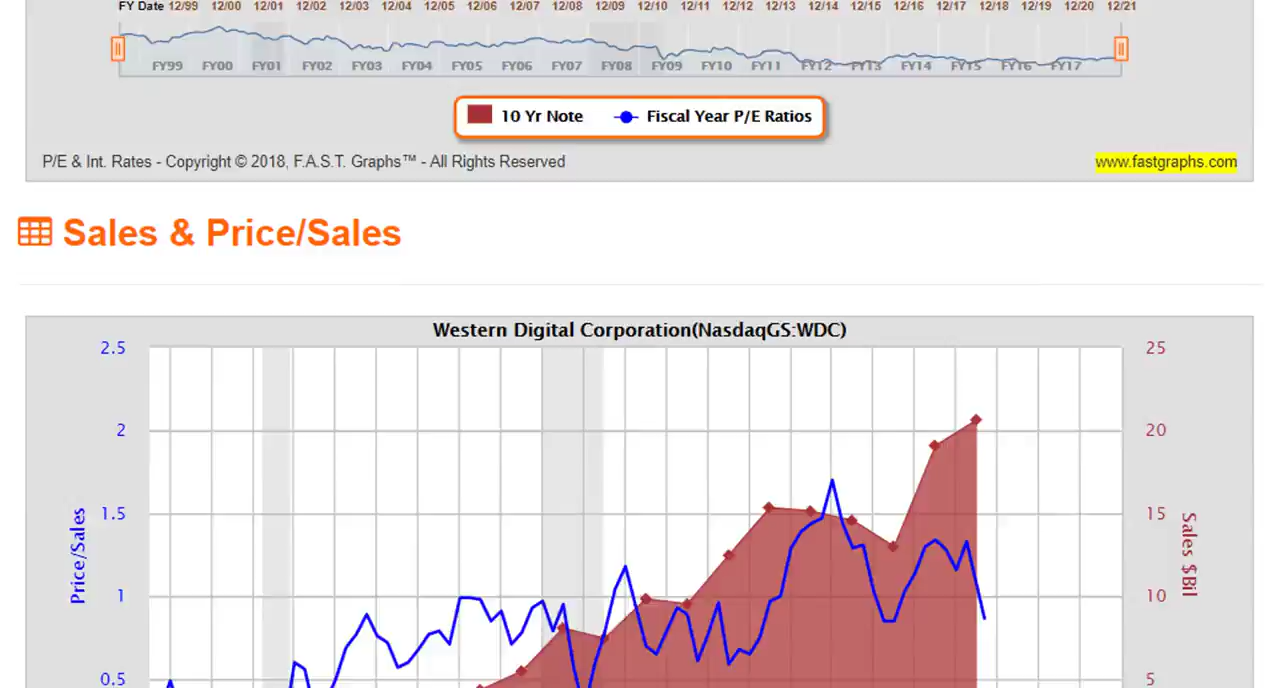 FY Date 12/99 12/00 12/01 12/02 12/03 12/04 12/05 12/06 12/07 12/08 12/09 12/10 12/11 12/12 12/13 12/14 12/15 12/16 12/17 12/18 12/19 12/20 12/21
FY99 FY00 FY01 FY02 FY03 FY04 FY05 FY06 FY07 FY08 FY09 FY10 FY11 FY12 FY13 FY14 FY15 FY16 FY17
10 Yr Note Fiscal Year P/E Ratios
P/E & Int. Rates - Copyright © 2018, F.A.S.T. Graphs™ - All Rights Reserved
www.fastgraphs.com
Sales & Price/Sales
Western Digital Corporation(NasdaqGS:WDC)
2.5 25
2 20
1.5 15
Price/Sales
Sales $Bil
1 10
0.5 5